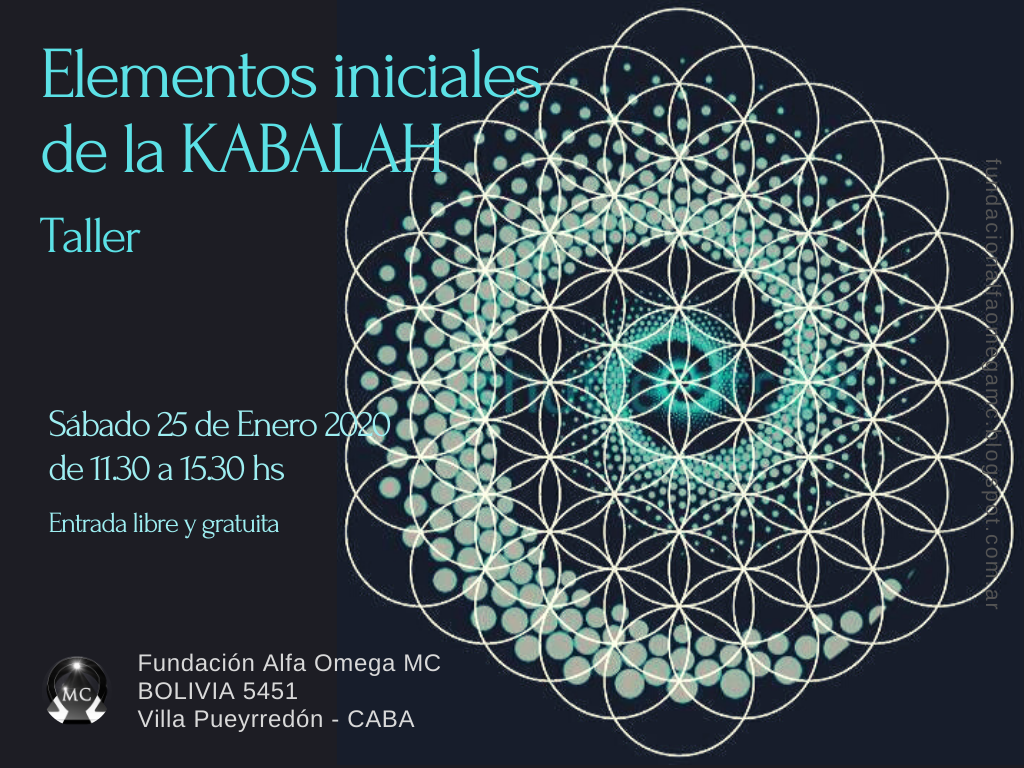 Elementos iniciales
de la KABALAH
Taller
Sábado 25 de Enero 2020
de 11.30 a 15.30 hs
Entrada libre y gratuita
MC
Fundación Alfa Omega MC
BOLIVIA 5451
Villa Pueyrredón - CABA
fundacionalfaomegamc.blogspot.com.ar